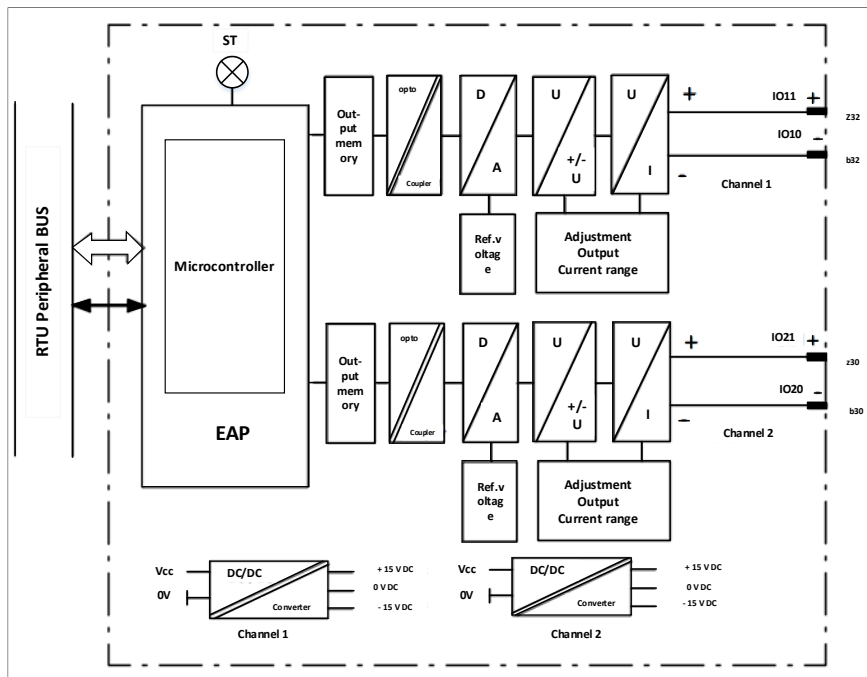 ST
RTU Peripheral BUS
Microcontroller
EAP
Out-
put
mem
ory
opto
Coupler
D
A
U
+/-
U
U
I
+
-
IO11 +
z32
IO10 -
b32
Channel 1
Ref.v
oltag
e
Adjustment
Output
Current range
Out-
put
mem
ory
opto
Coupler
D
A
U
+/-
U
U
I
+
-
IO21 +
z30
IO20 -
b30
Channel 2
Ref.v
oltag
e
Adjustment
Output
Current range
Vcc
0V
DC/DC
Converter
+ 15 V DC
0 V DC
- 15 V DC
Channel 1
Vcc
0V
DC/DC
Converter
+ 15 V DC
0 V DC
- 15 V DC
Channel 2